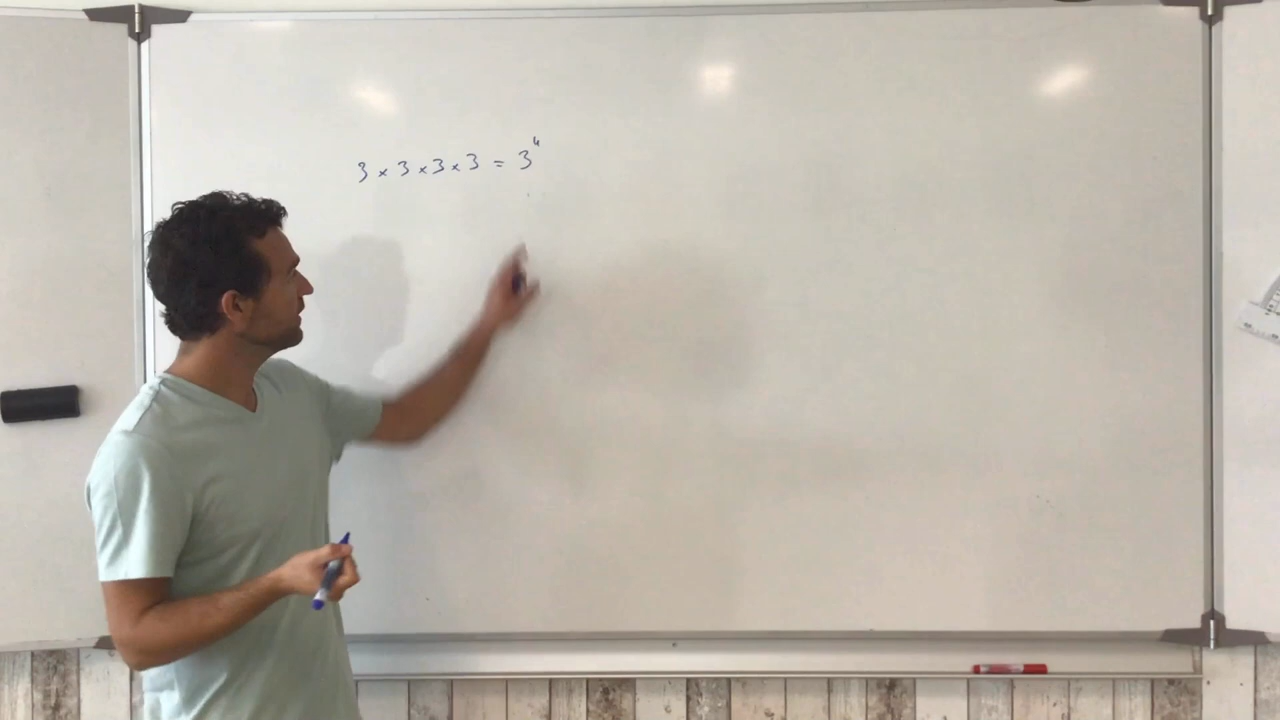 3 × 3 × 3 × 3 = 3⁴